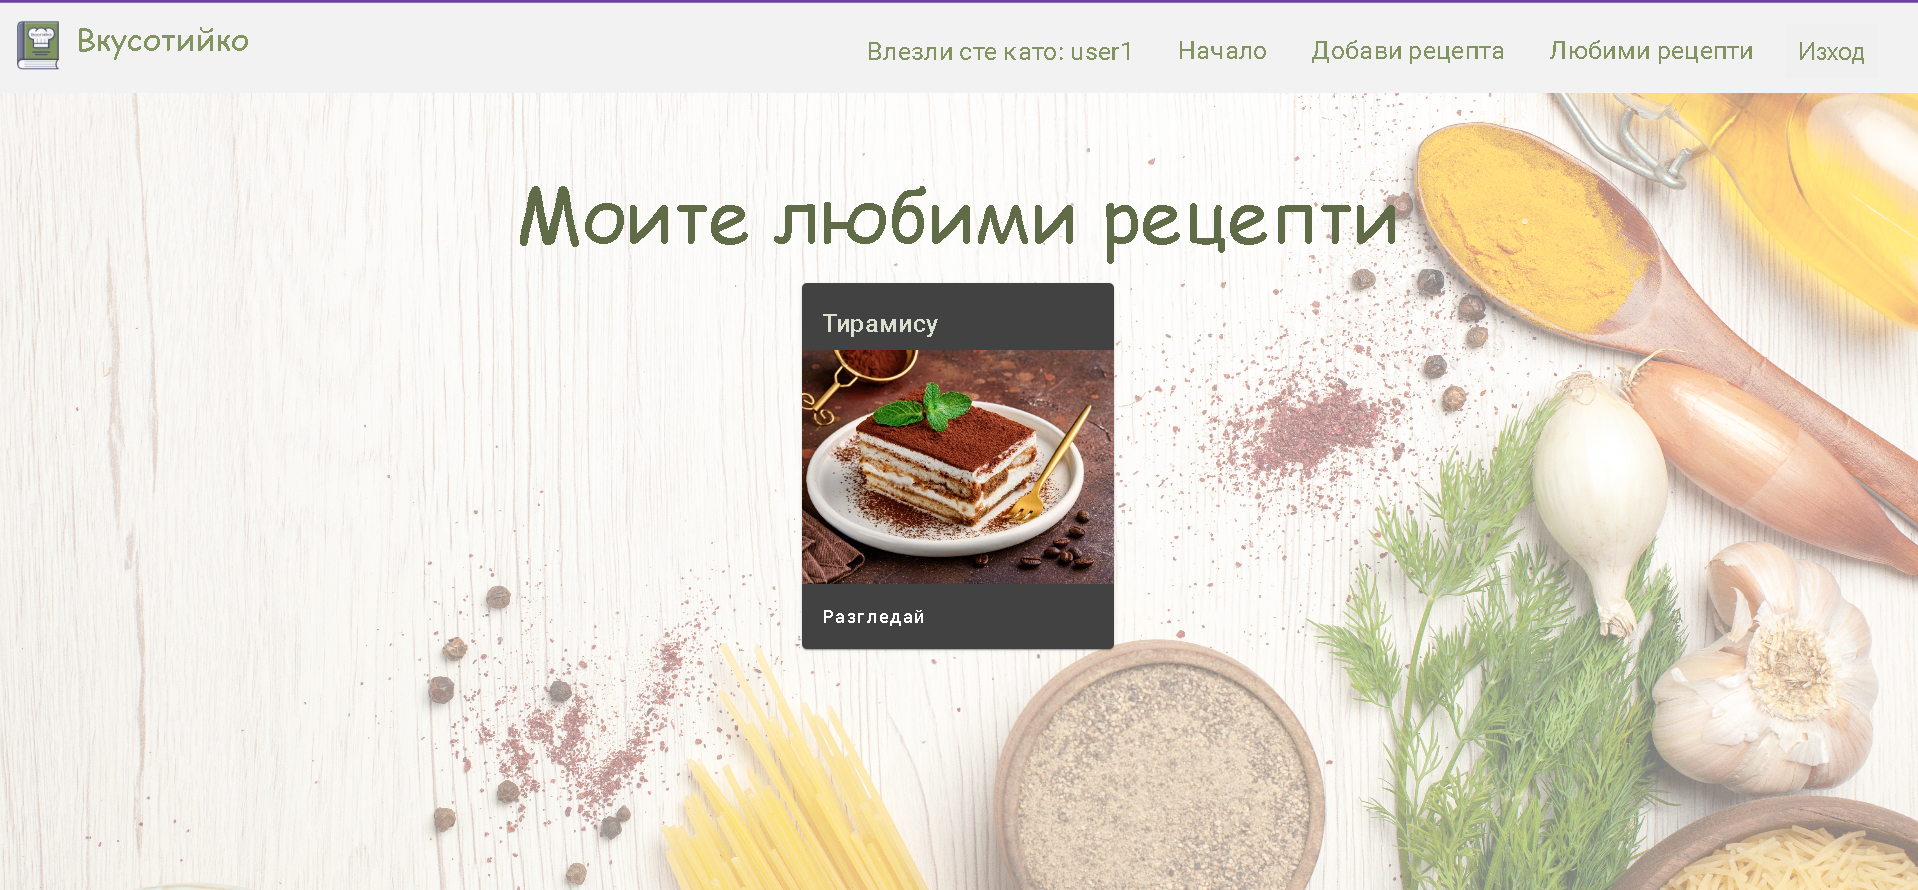 Вкусотийко
Влезли сте като: user1 Начало Добави рецепта Любими рецепти Изход
Моите любими рецепти
Тирамису
Разгледай